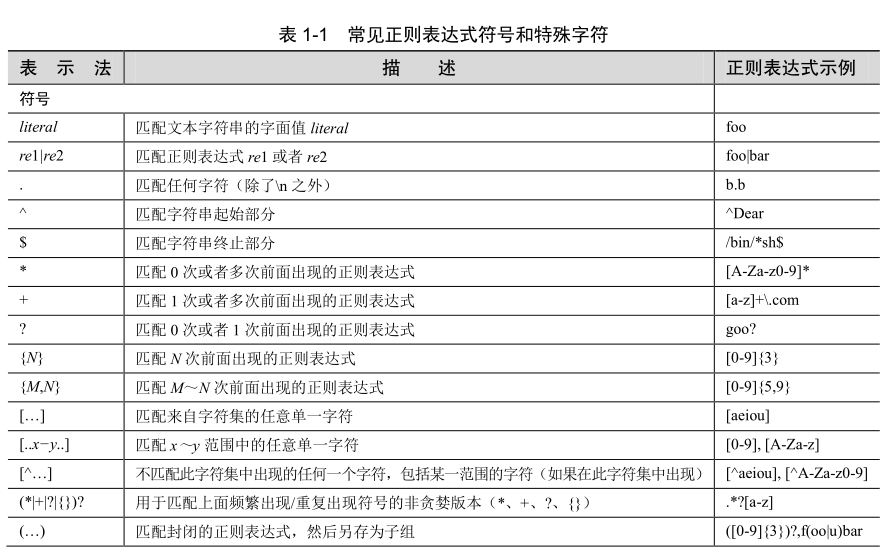 表 1-1 常见正则表达式符号和特殊字符
表 示 法 描 述 正则表达式示例
符号
literal 匹配文本字符串的字面值 literal foo
re1|re2 匹配正则表达式 re1 或者 re2 foo|bar
. 匹配任何字符（除了\n 之外） b.b
^ 匹配字符串起始部分 ^Dear
$ 匹配字符串终止部分 /bin/*sh$
* 匹配 0 次或者多次前面出现的正则表达式 [A-Za-z0-9]*
+ 匹配 1 次或者多次前面出现的正则表达式 [a-z]+\.com
? 匹配 0 次或者 1 次前面出现的正则表达式 goo?
{N} 匹配 N 次前面出现的正则表达式 [0-9]{3}
{M,N} 匹配 M～N 次前面出现的正则表达式 [0-9]{5,9}
[…] 匹配来自字符集的任意单一字符 [aeiou]
[..x−y..] 匹配 x～y 范围中的任意单一字符 [0-9], [A-Za-z]
[^…] 不匹配此字符集中出现的任何一个字符，包括某一范围的字符（如果在此字符集中出现） [^aeiou], [^A-Za-z0-9]
(*|+|?|{})? 用于匹配上面频繁出现/重复出现符号的非贪婪版本（*、+、?、{}） .*?[a-z]
(…) 匹配封闭的正则表达式，然后另存为子组 ([0-9]{3})?,f(oo|u)bar